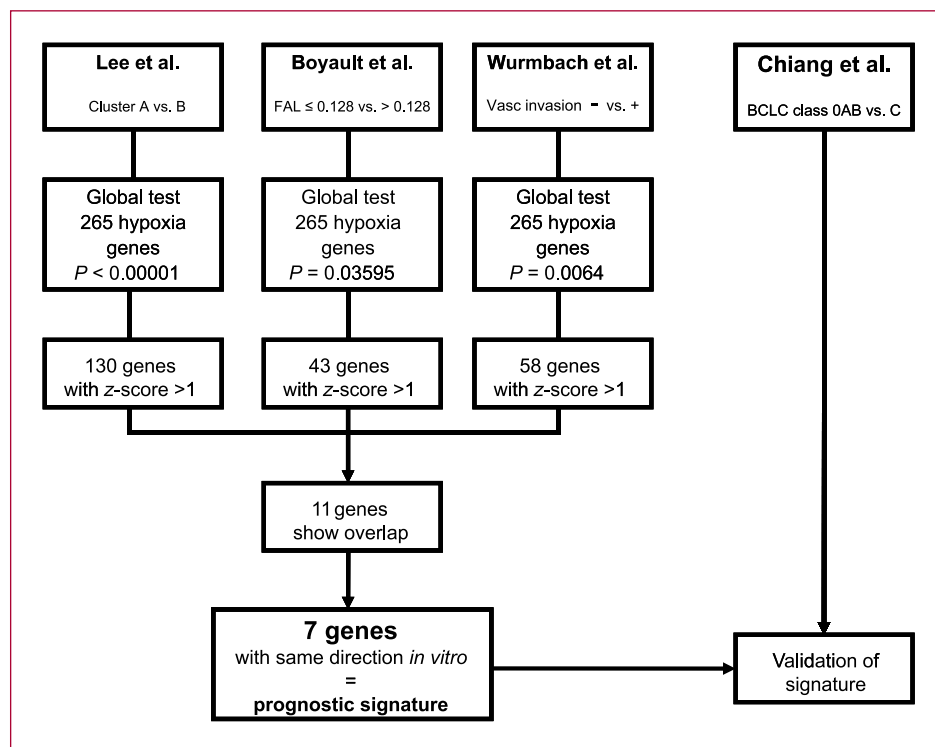 Lee et al.
Cluster A vs. B
Boyault et al.
FAL ≤ 0.128 vs. > 0.128
Wurmbach et al.
Vasc invasion - vs. +
Chiang et al.
BCLC class 0AB vs. C
Global test
265 hypoxia
genes
P < 0.00001
Global test
265 hypoxia
genes
P = 0.03595
Global test
265 hypoxia
genes
P = 0.0064
130 genes
with z-score >1
43 genes
with z-score >1
58 genes
with z-score >1
11 genes
show overlap
7 genes
with same direction in vitro
=
prognostic signature
Validation of
signature